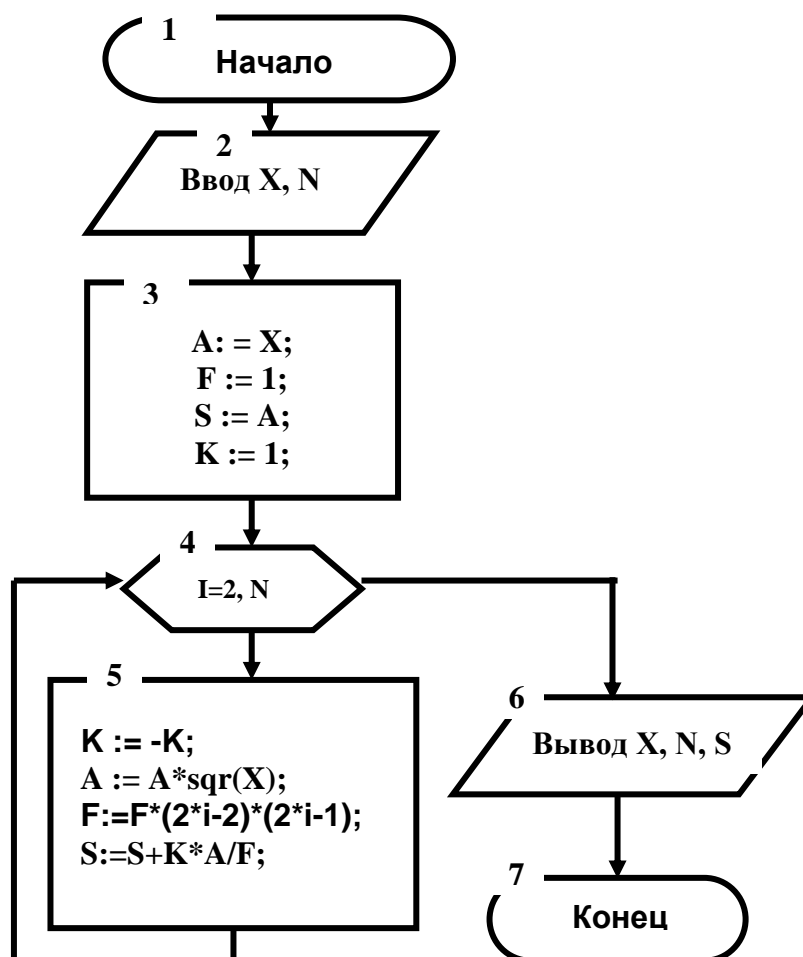 1
Начало
2
Ввод X, N
3
A: = X;
F := 1;
S := A;
K := 1;
4
I=2, N
5
K := -K;
A := A*sqr(X);
F:=F*(2*i-2)*(2*i-1);
S:=S+K*A/F;
6
Вывод X, N, S
7
Конец